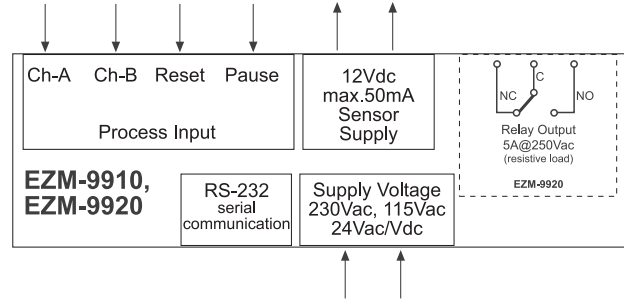 Ch-A Ch-B Reset Pause
Process Input
12Vdc
max.50mA
Sensor
Supply
C
NC
NO
Relay Output
5A@250Vac
(resistive load)
EZM-9920
EZM-9910,
EZM-9920
RS-232
serial
communication
Supply Voltage
230Vac, 115Vac
24Vac/Vdc